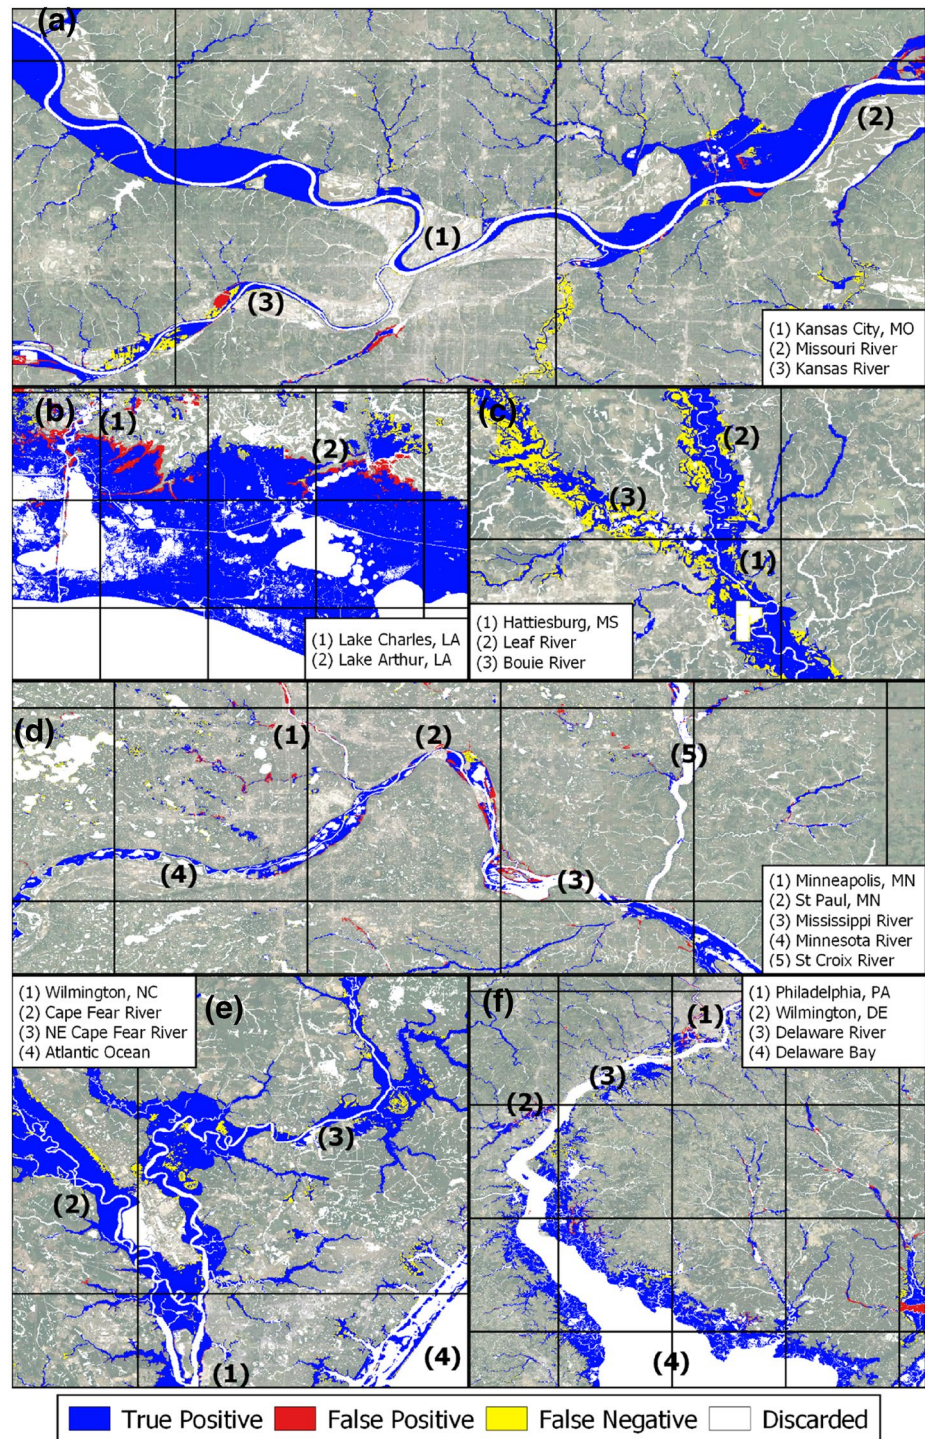 (a)
(2)
(1)
(3)
(1) Kansas City, MO
(2) Missouri River
(3) Kansas River
(b)
(1)
(2)
(1) Lake Charles, LA
(2) Lake Arthur, LA
(c)
(2)
(3)
(1)
(1) Hattiesburg, MS
(2) Leaf River
(3) Bouie River
(d)
(1)
(2)
(5)
(4)
(3)
(1) Minneapolis, MN
(2) St Paul, MN
(3) Mississippi River
(4) Minnesota River
(5) St Croix River
(1) Wilmington, NC
(2) Cape Fear River
(3) NE Cape Fear River
(4) Atlantic Ocean
(e)
(3)
(2)
(4)
(1)
(f)
(1)
(1) Philadelphia, PA
(2) Wilmington, DE
(3) Delaware River
(4) Delaware Bay
(3)
(2)
(4)
True Positive False Positive False Negative Discarded